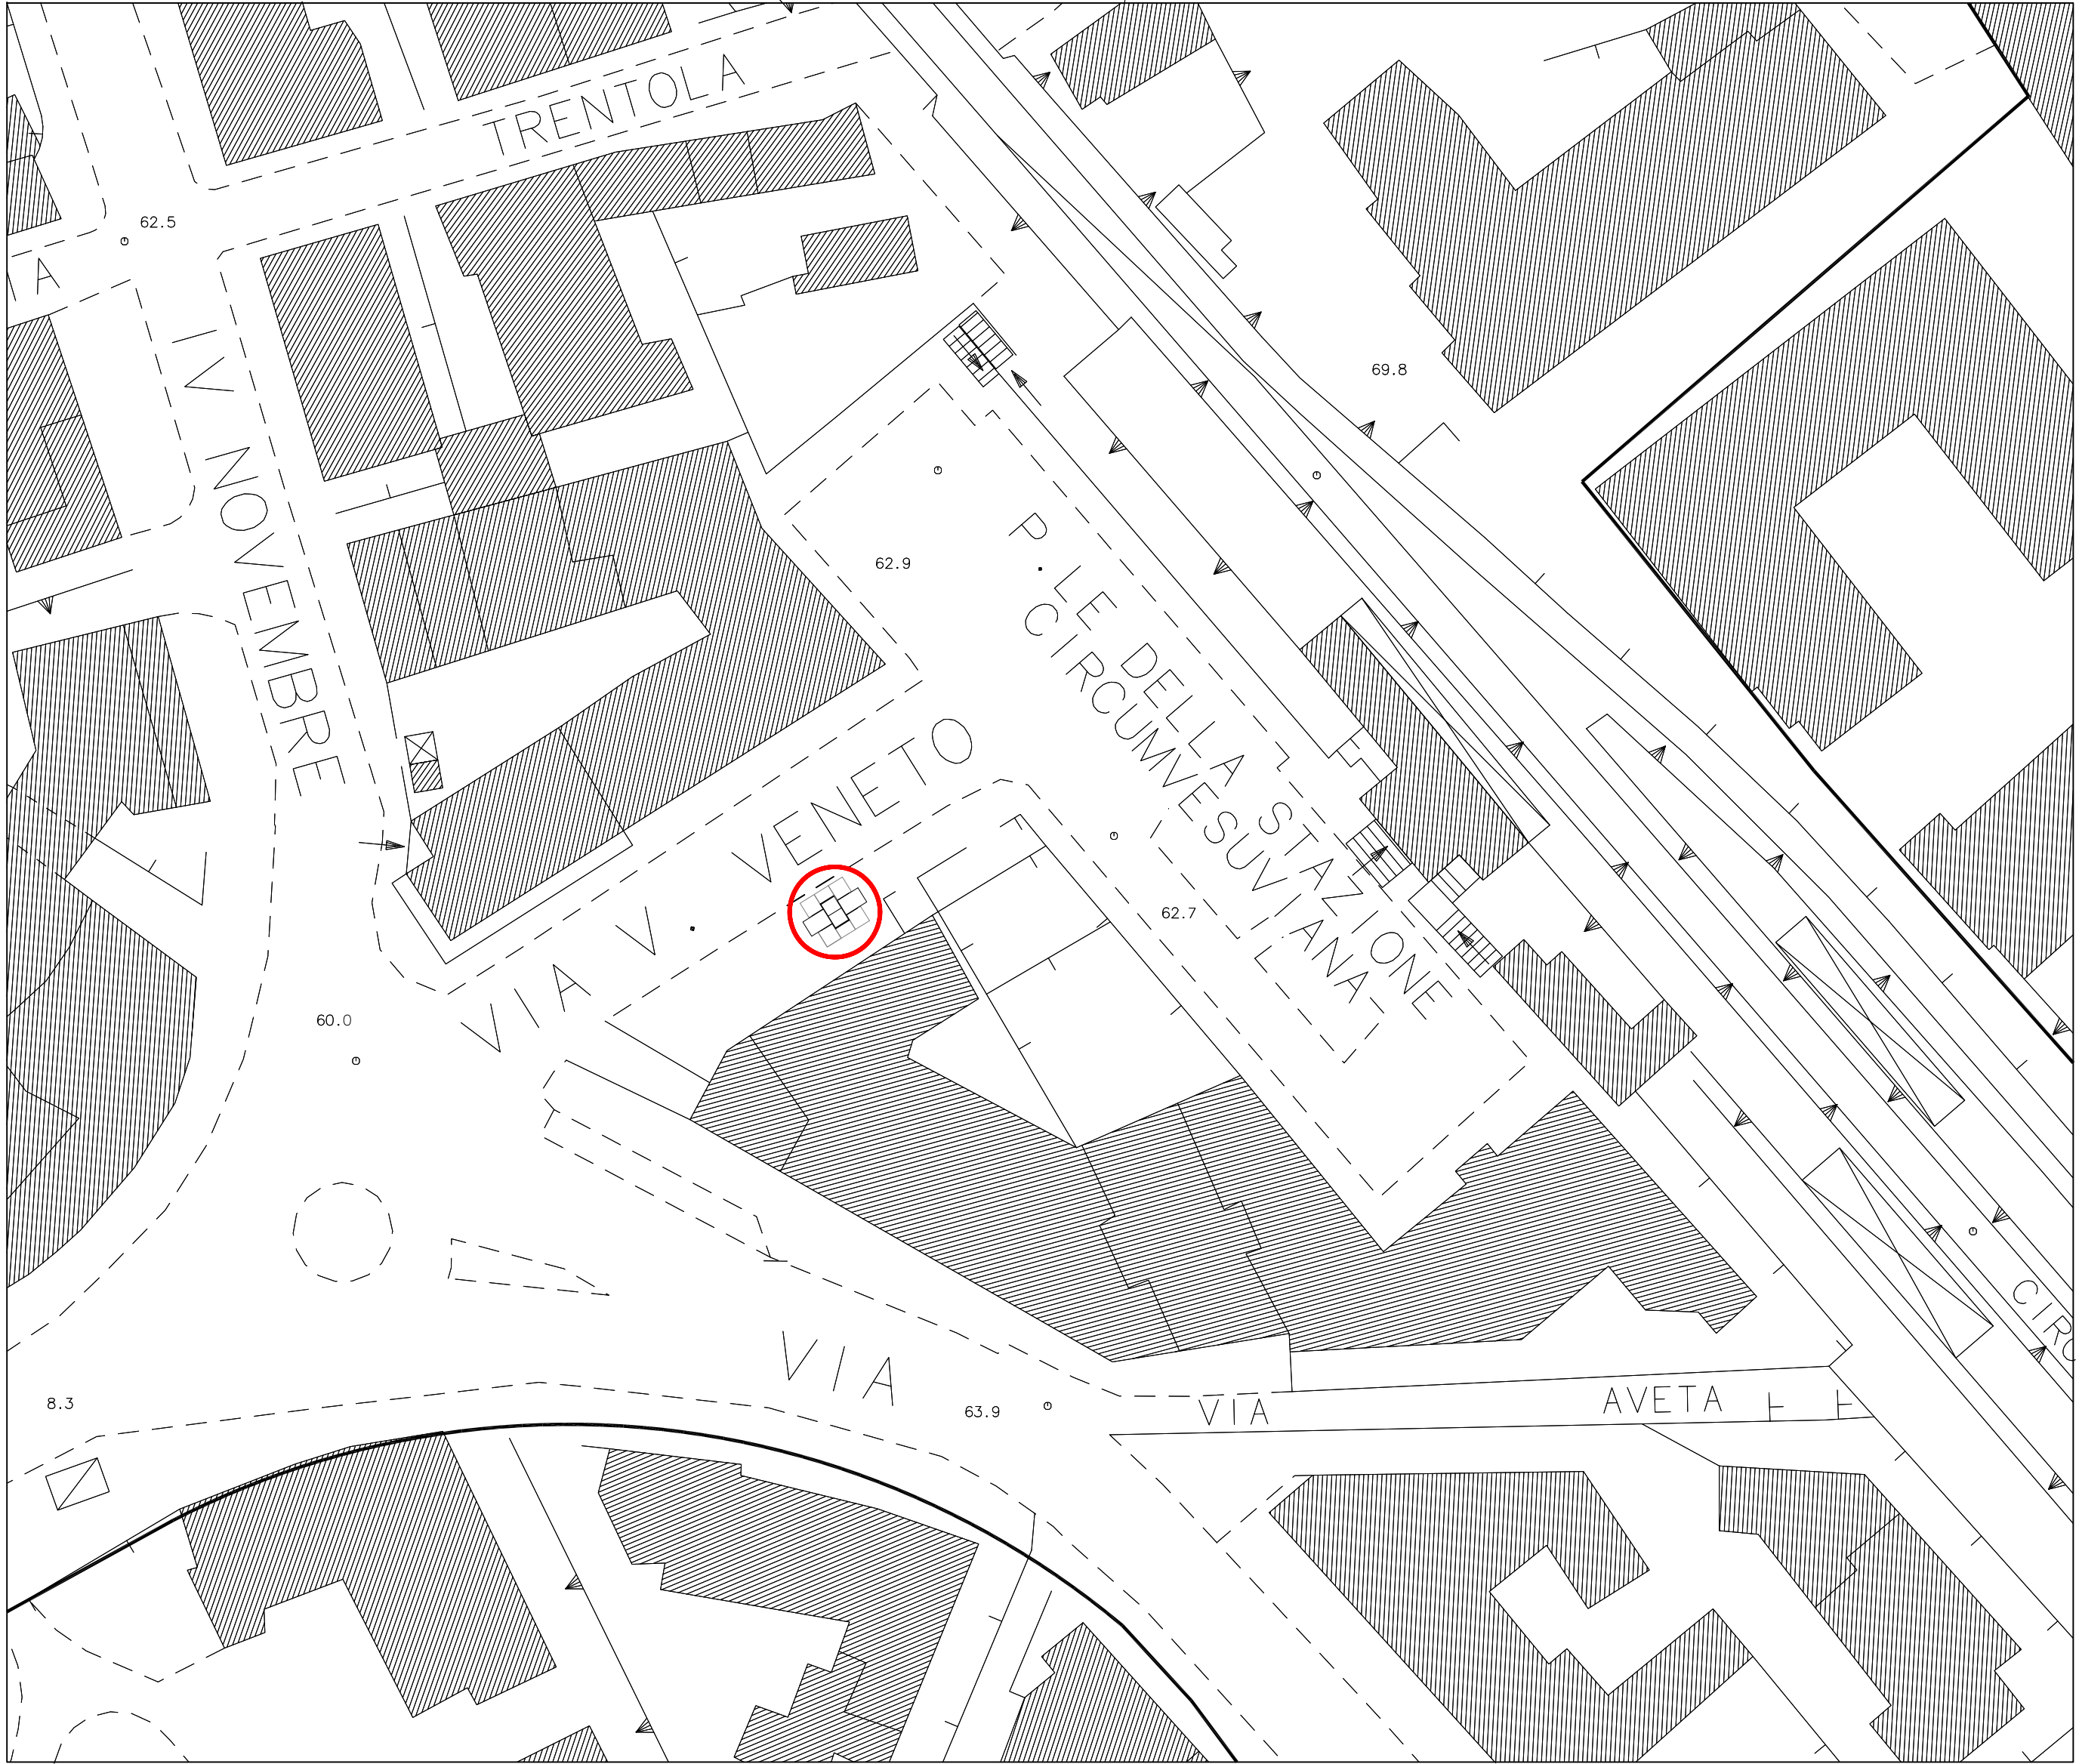 TRENTOLA
62.5
A
IV NOVEMBRE
69.8
62.9
P.LE DELLA STAZIONE
CIRCUMVESUVIANA
VIA V. VENETO
V
62.7
60.0
CIRC
VIA
8.3
63.9
VIA AVETA